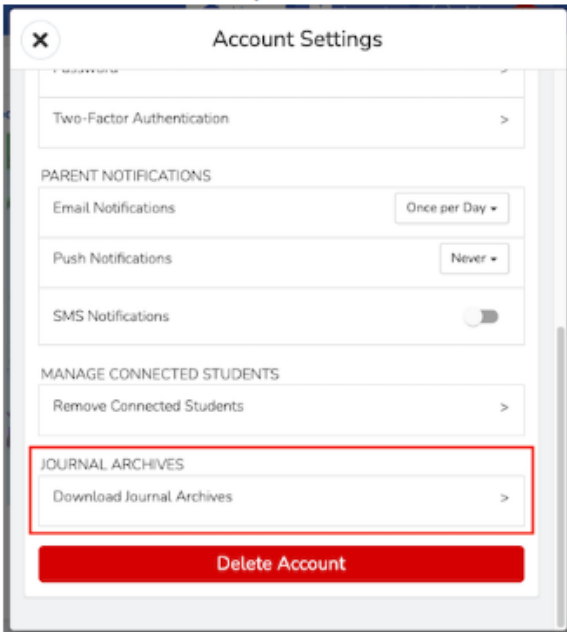 Account Settings
Password >
Two-Factor Authentication >
PARENT NOTIFICATIONS
Email Notifications Once per Day
Push Notifications Never
SMS Notifications
MANAGE CONNECTED STUDENTS
Remove Connected Students >
JOURNAL ARCHIVES
Download Journal Archives >
Delete Account